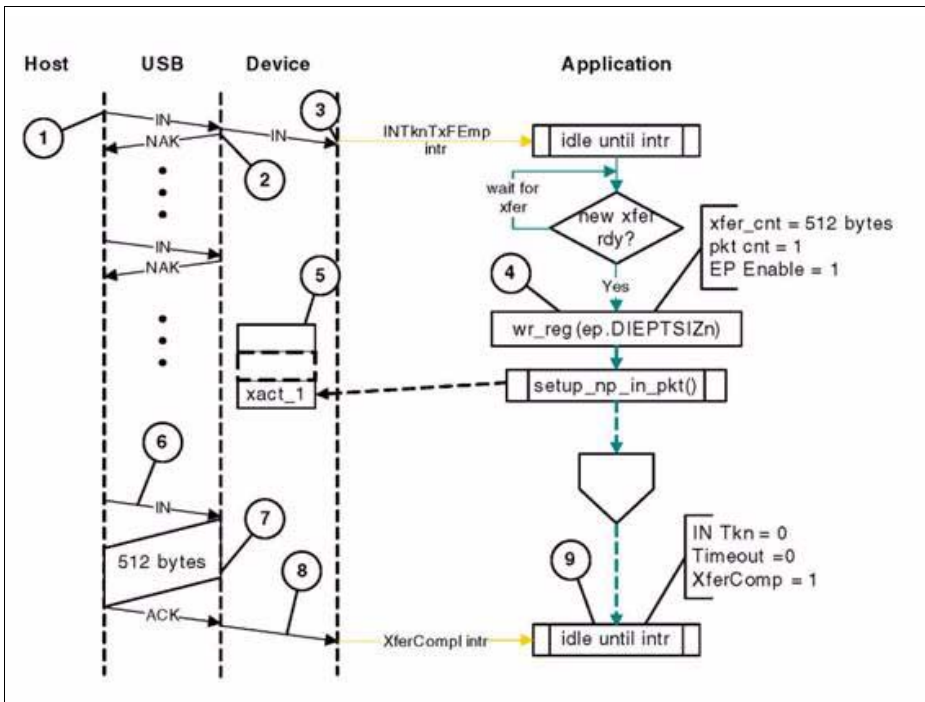 Host USB Device Application
1
IN
NAK
2
IN
3
INTknTxFEmp
intr
idle until intr
wait for
xfer
new xfer
rdy?
xfer_cnt = 512 bytes
pkt cnt = 1
EP Enable = 1
IN
NAK
Yes
4
5
wr_reg (ep.DIEPTSIZn)
xact_1
setup_np_in_pkt()
6
IN
7
512 bytes
8
ACK
XferCompl intr
9
IN Tkn = 0
Timeout =0
XferComp = 1
idle until intr